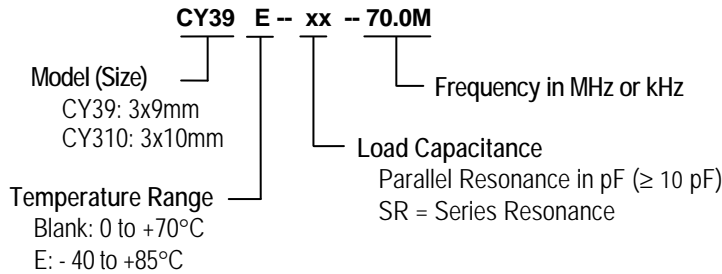 CY39 E -- xx -- 70.0M
Model (Size)
CY39: 3x9mm
CY310: 3x10mm
Frequency in MHz or kHz
Load Capacitance
Parallel Resonance in pF (≥ 10 pF)
SR = Series Resonance
Temperature Range
Blank: 0 to +70°C
E: - 40 to +85°C